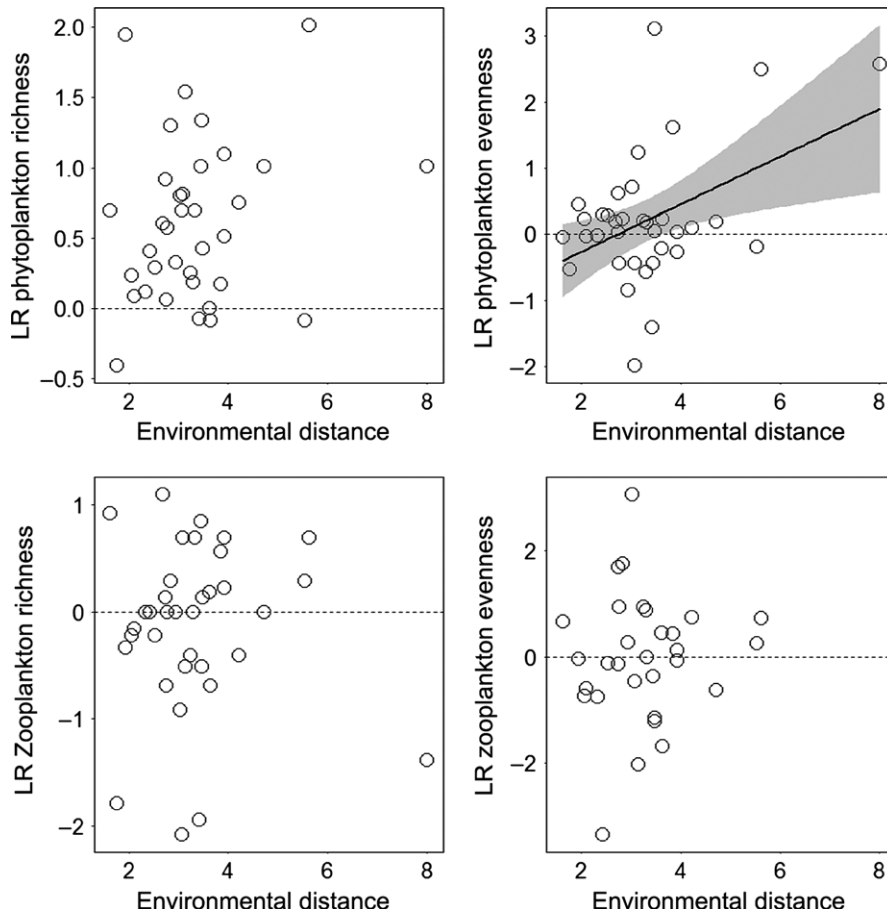 LR phytoplankton richness
2.0
1.5
1.0
0.5
0.0
–0.5
2 4 6 8
Environmental distance
LR phytoplankton evenness
3
2
1
0
–1
–2
2 4 6 8
Environmental distance
LR Zooplankton richness
1
0
–1
–2
2 4 6 8
Environmental distance
LR zooplankton evenness
2
0
–2
2 4 6 8
Environmental distance